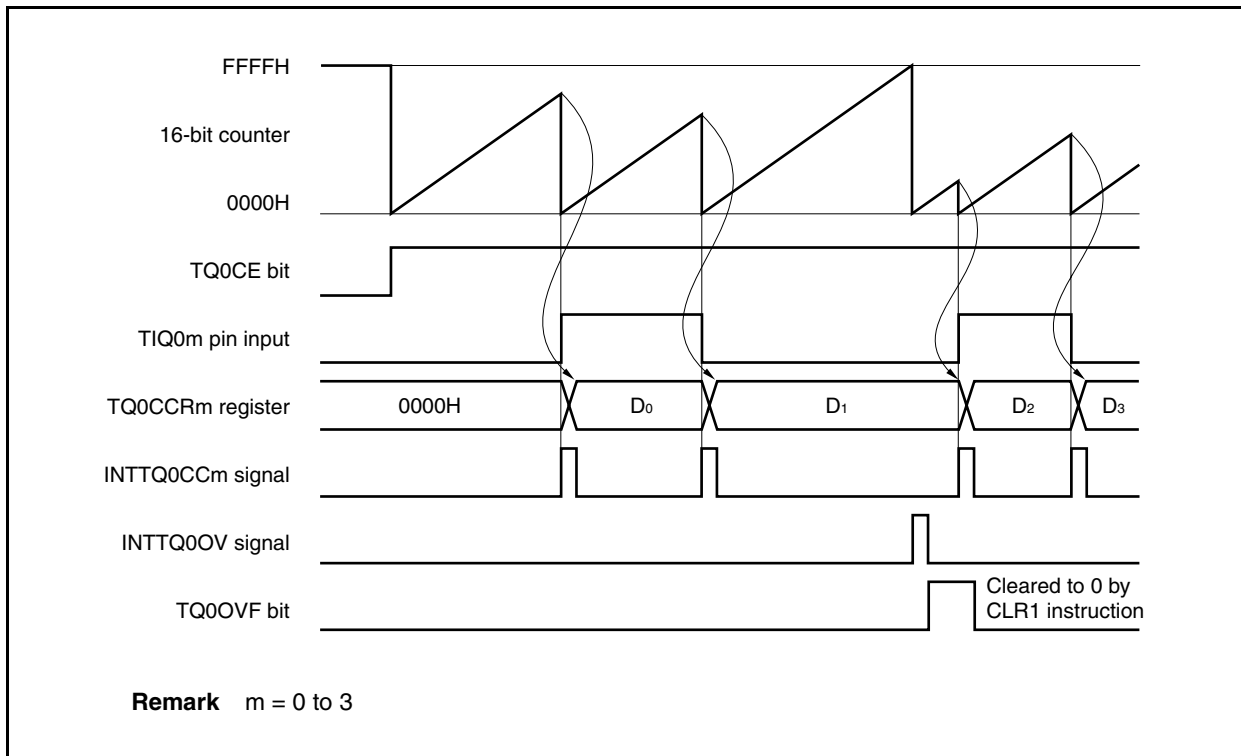 FFFFH
16-bit counter
0000H
TQ0CE bit
TIQ0m pin input
TQ0CCRm register
0000H
D0
D1
D2
D3
INTTQ0CCm signal
INTTQ0OV signal
TQ0OVF bit
Cleared to 0 by
CLR1 instruction
Remark m = 0 to 3